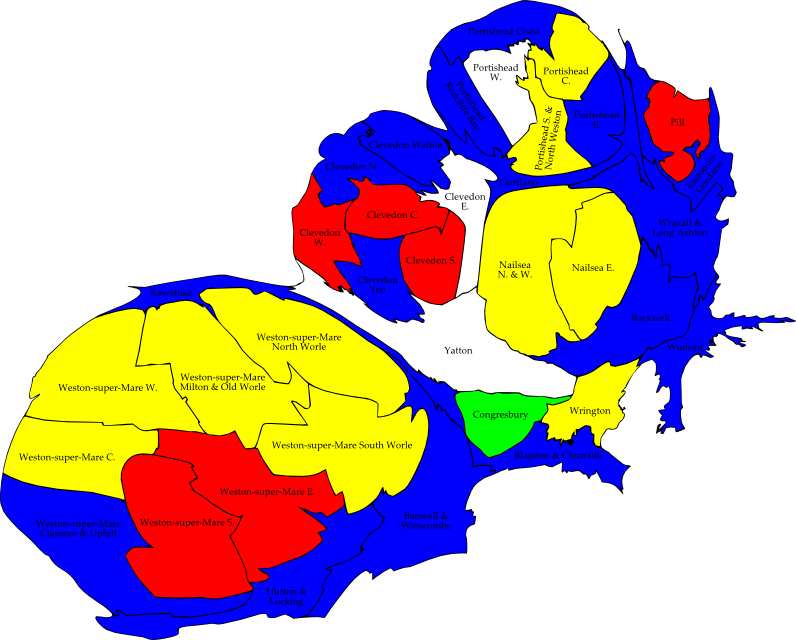 Portishead Coast
Portishead
W.
Portishead
C.
Portishead
Redcliffe Bay
Portishead S. &
North Weston
Portishead
E.
Pill
Clevedon Walton
Clevedon N.
Gordano
Clevedon
E.
Clevedon C.
Clevedon
W.
Clevedon S.
Clevedon
Yeo
Wraxall &
Long Ashton
Nailsea
N. & W.
Nailsea E.
Backwell
Winford
Yatton
Kewstoke
Weston-super-Mare
North Worle
Weston-super-Mare W.
Weston-super-Mare
Milton & Old Worle
Congresbury
Wrington
Weston-super-Mare South Worle
Weston-super-Mare C.
Blagdon & Churchill
Weston-super-Mare E.
Weston-super-Mare S.
Weston-super-Mare
Clarence & Uphill
Banwell &
Winscombe
Hutton &
Locking